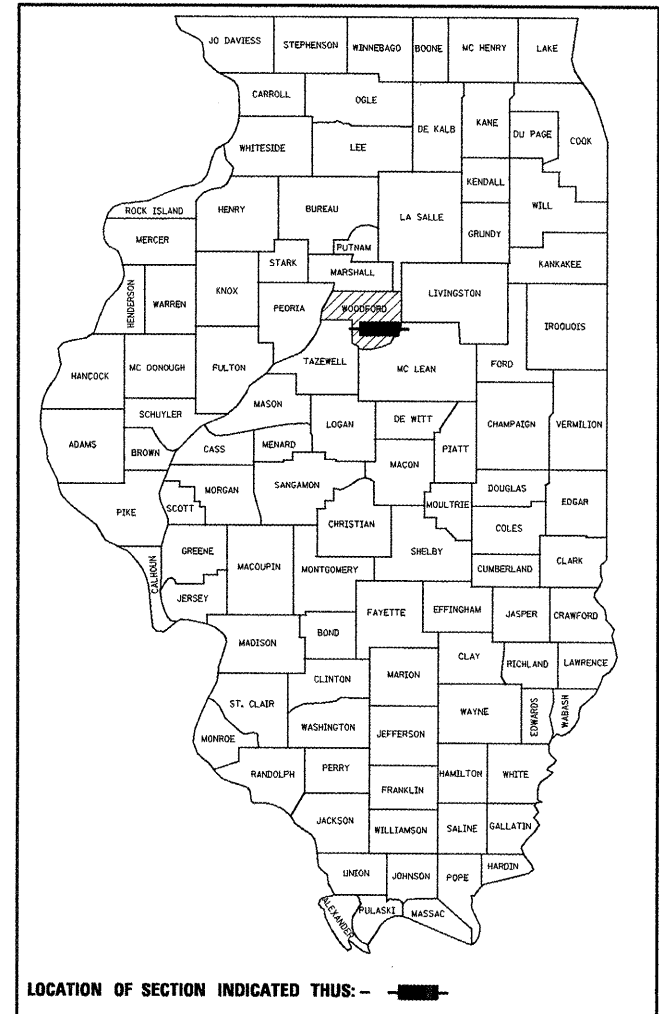 JO DAVIESS STEPHENSON WINNEBAGO BOONE MC HENRY LAKE
CARROLL OGLE DE KALB KANE DU PAGE COOK
WHITESIDE LEE
KENDALL WILL
ROCK ISLAND HENRY BUREAU LA SALLE GRUNDY
MERCER PUTNAM KANKAKEE
HENDERSON WARREN KNOX STARK MARSHALL
PEORIA WOODFORD LIVINGSTON IROQUOIS
HANCOCK MC DONOUGH FULTON TAZEWELL MC LEAN FORD
SCHUYLER MASON LOGAN DE WITT CHAMPAIGN VERMILION
ADAMS BROWN CASS MENARD MACON PIATT
PIKE SCOTT MORGAN SANGAMON CHRISTIAN MOULTRIE DOUGLAS EDGAR
COLES
CALHOUN GREENE MACOUPIN MONTGOMERY SHELBY CUMBERLAND CLARK
JERSEY FAYETTE EFFINGHAM JASPER CRAWFORD
MADISON BOND
CLINTON MARION CLAY RICHLAND LAWRENCE
ST. CLAIR WASHINGTON JEFFERSON WAYNE EDWARDS WABASH
MONROE
RANDOLPH PERRY FRANKLIN HAMILTON WHITE
JACKSON WILLIAMSON SALINE GALLATIN
UNION JOHNSON POPE HARDIN
ALEXANDER PULASKI MASSAC
LOCATION OF SECTION INDICATED THUS: -